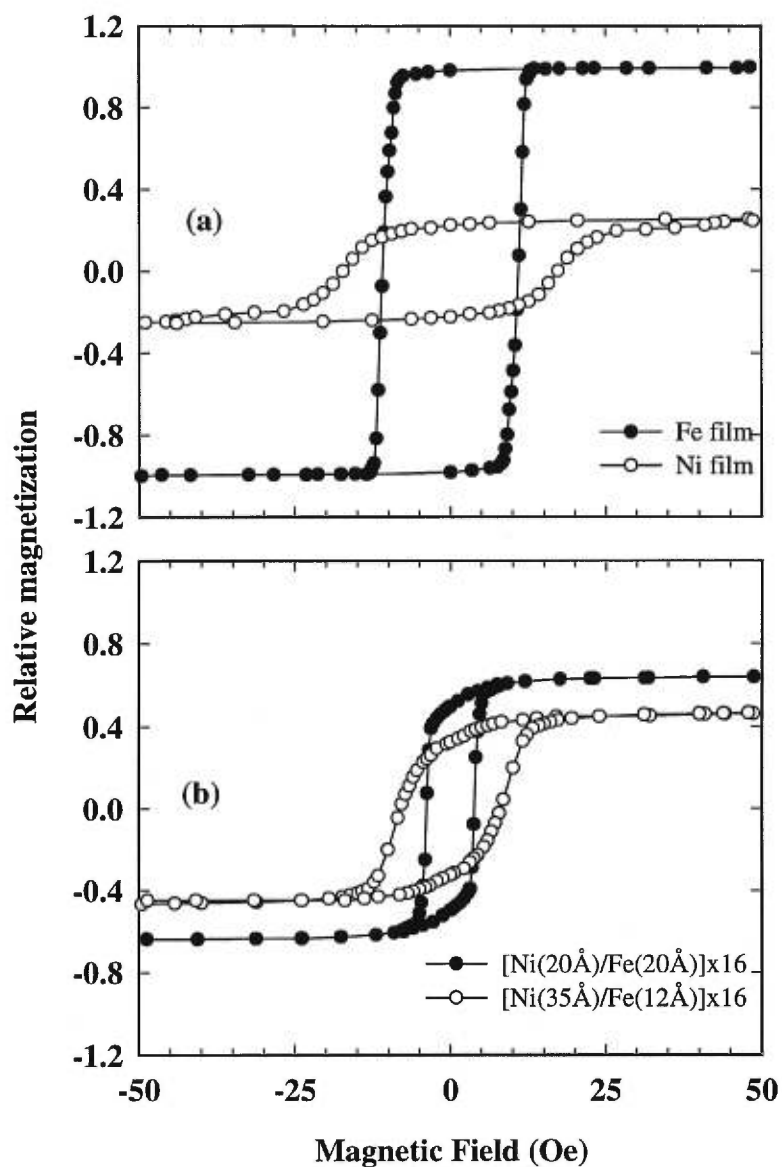 1.2
0.8
0.4
0.0
-0.4
-0.8
-1.2
(a)
Fe film
Ni film
1.2
0.8
0.4
0.0
-0.4
-0.8
-1.2
(b)
[Ni(20Å)/Fe(20Å)]x16
[Ni(35Å)/Fe(12Å)]x16
-50 -25 0 25 50
Magnetic Field (Oe)
Relative magnetization